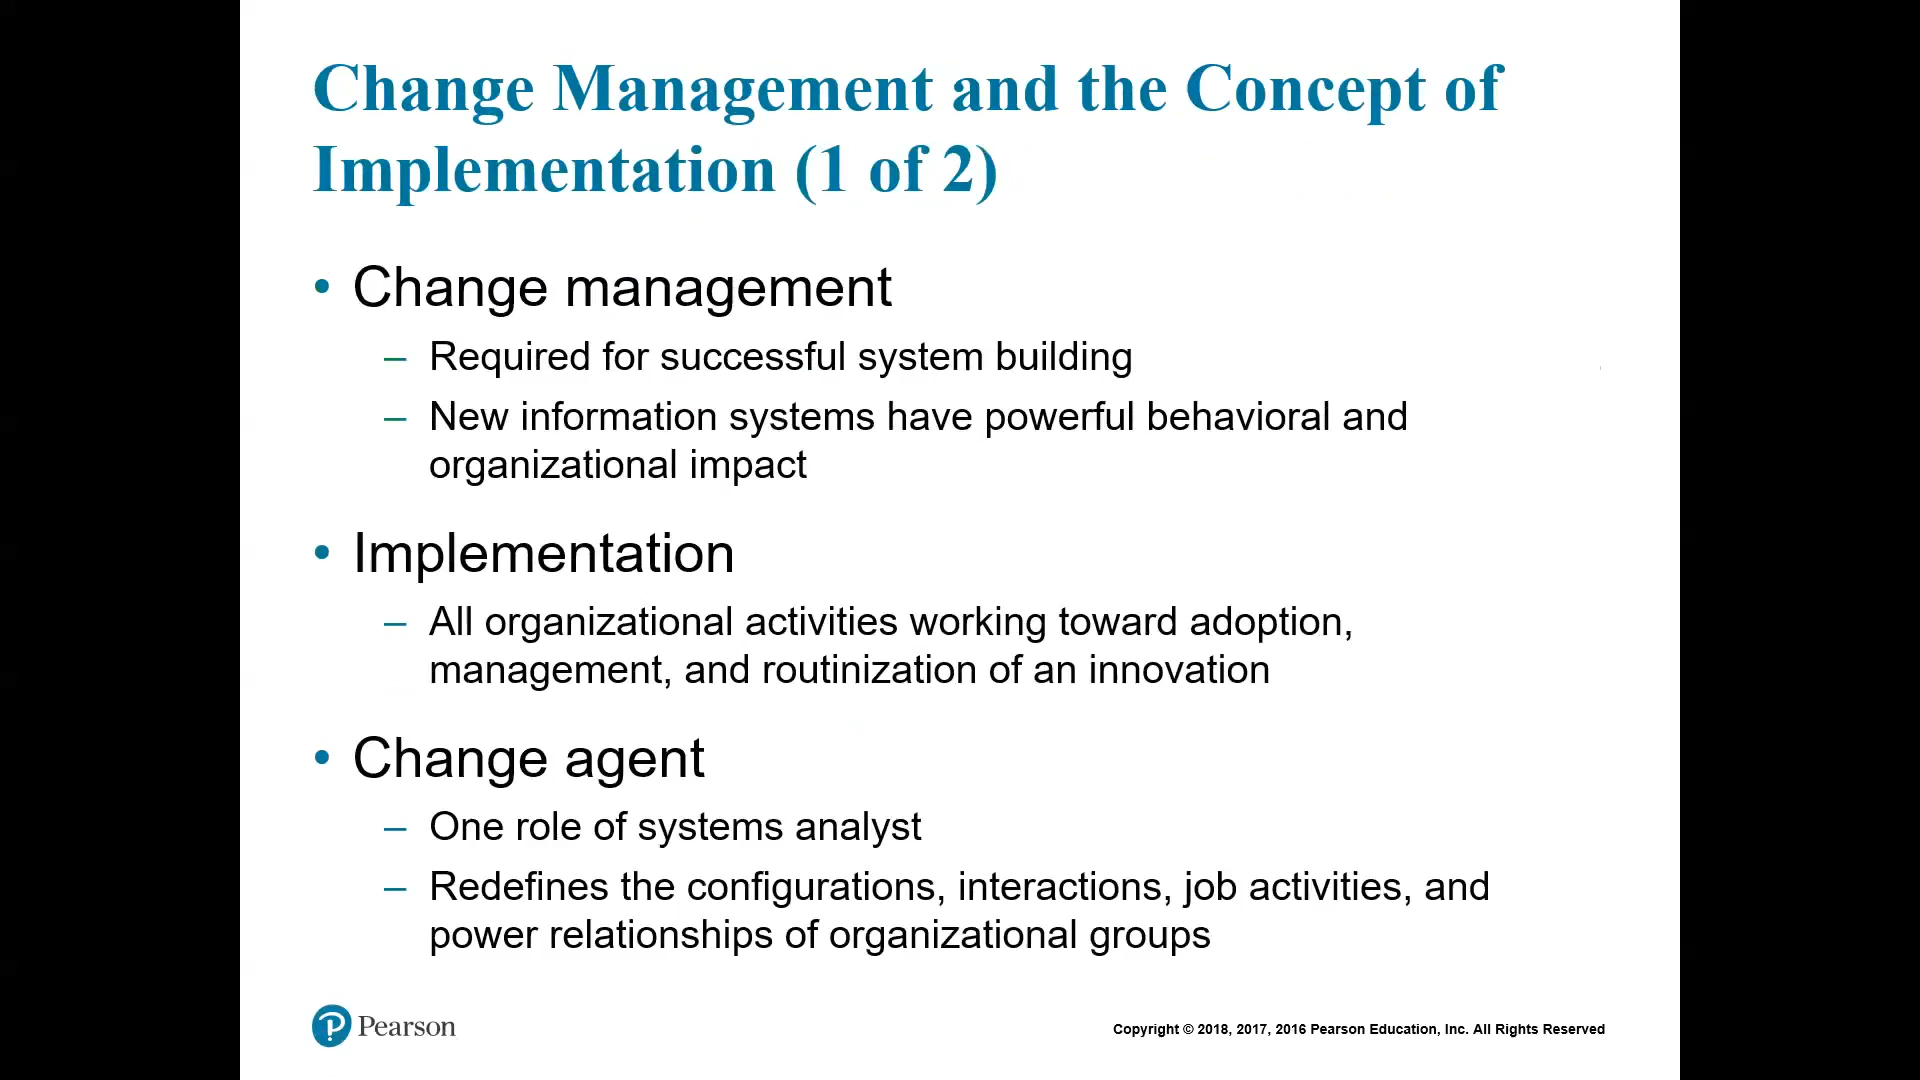 Change Management and the Concept of
Implementation (1 of 2)
• Change management
– Required for successful system building
– New information systems have powerful behavioral and
organizational impact
• Implementation
– All organizational activities working toward adoption,
management, and routinization of an innovation
• Change agent
– One role of systems analyst
– Redefines the configurations, interactions, job activities, and
power relationships of organizational groups
Pearson
Copyright © 2018, 2017, 2016 Pearson Education, Inc. All Rights Reserved